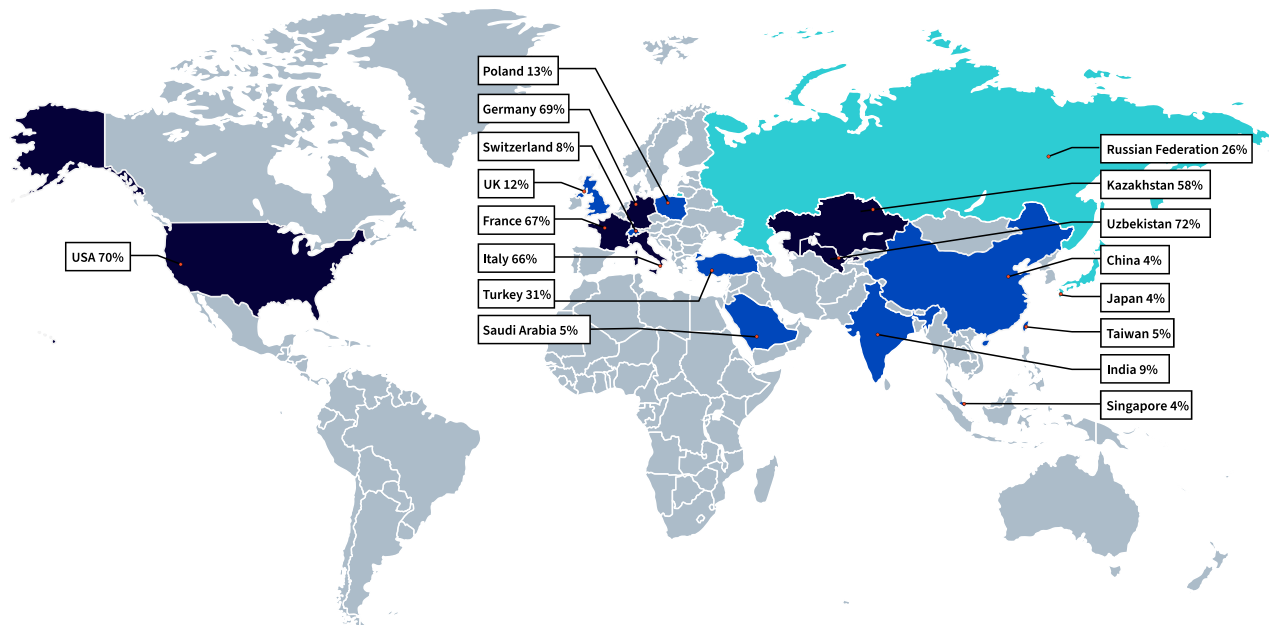 Poland 13%
Germany 69%
Switzerland 8%
UK 12%
France 67%
Italy 66%
Turkey 31%
Saudi Arabia 5%
USA 70%
Russian Federation 26%
Kazakhstan 58%
Uzbekistan 72%
China 4%
Japan 4%
Taiwan 5%
India 9%
Singapore 4%